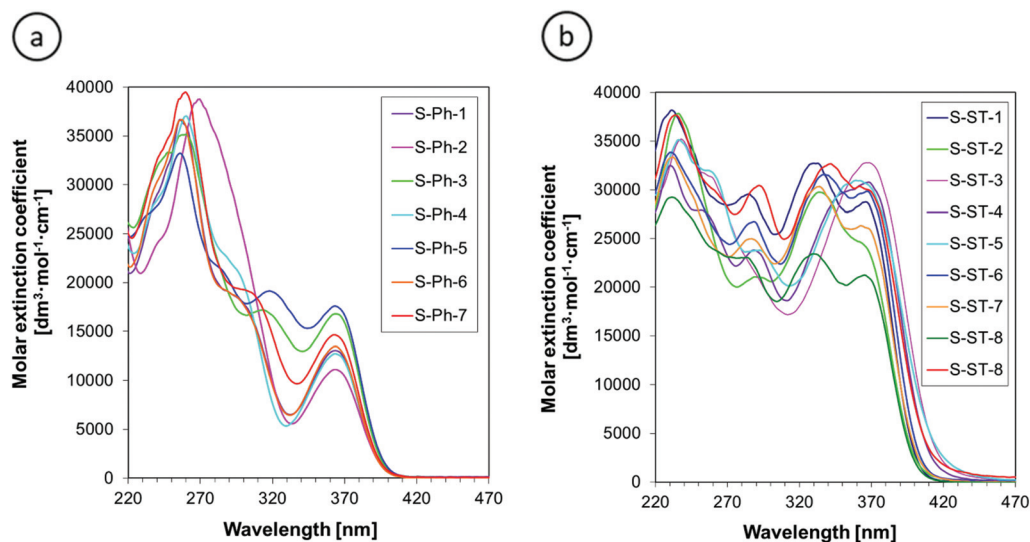 a
b
Molar extinction coefficient
[dm³·mol⁻¹·cm⁻¹]
40000
35000
30000
25000
20000
15000
10000
5000
0
220 270 320 370 420 470
Wavelength [nm]
S-Ph-1
S-Ph-2
S-Ph-3
S-Ph-4
S-Ph-5
S-Ph-6
S-Ph-7
Molar extinction coefficient
[dm³·mol⁻¹·cm⁻¹]
40000
35000
30000
25000
20000
15000
10000
5000
0
220 270 320 370 420 470
Wavelength [nm]
S-ST-1
S-ST-2
S-ST-3
S-ST-4
S-ST-5
S-ST-6
S-ST-7
S-ST-8
S-ST-8